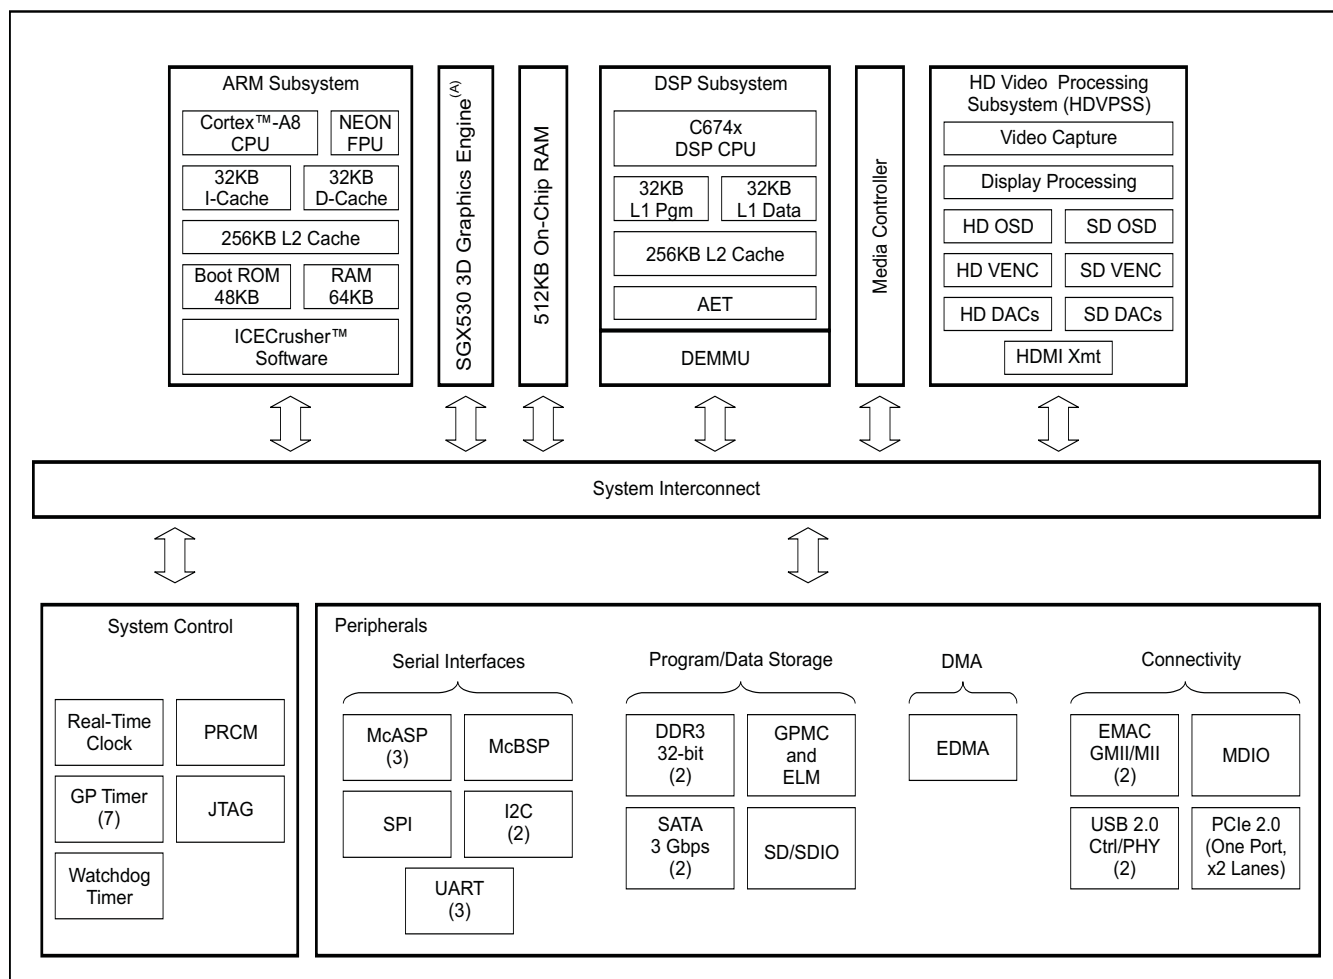 ARM Subsystem
Cortex™-A8
CPU
NEON
FPU
32KB
I-Cache
32KB
D-Cache
256KB L2 Cache
Boot ROM
48KB
RAM
64KB
ICECrusher™
Software
SGX530 3D Graphics Engine(A)
512KB On-Chip RAM
DSP Subsystem
C674x
DSP CPU
32KB
L1 Pgm
32KB
L1 Data
256KB L2 Cache
AET
DEMMU
Media Controller
HD Video Processing
Subsystem (HDVPSS)
Video Capture
Display Processing
HD OSD
SD OSD
HD VENC
SD VENC
HD DACs
SD DACs
HDMI Xmt
System Interconnect
System Control
Real-Time
Clock
PRCM
GP Timer
(7)
JTAG
Watchdog
Timer
Peripherals
Serial Interfaces
McASP
(3)
McBSP
SPI
I2C
(2)
UART
(3)
Program/Data Storage
DDR3
32-bit
(2)
GPMC
and
ELM
SATA
3 Gbps
(2)
SD/SDIO
DMA
EDMA
Connectivity
EMAC
GMII/MII
(2)
MDIO
USB 2.0
Ctrl/PHY
(2)
PCIe 2.0
(One Port,
x2 Lanes)